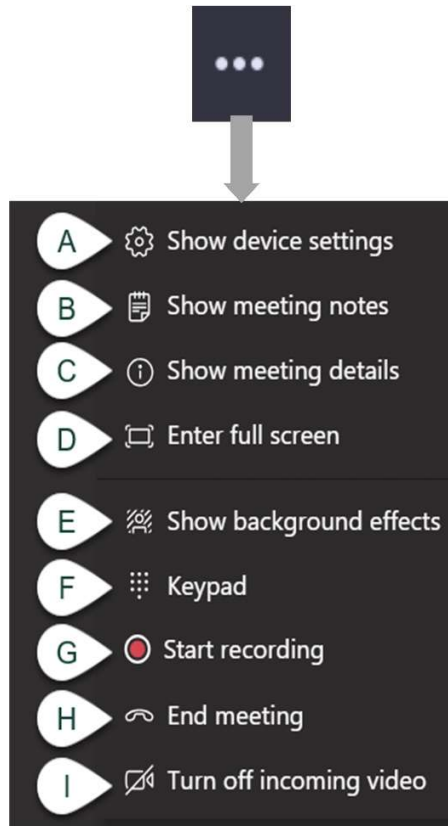 A Show device settings
B Show meeting notes
C Show meeting details
D Enter full screen
E Show background effects
F Keypad
G Start recording
H End meeting
I Turn off incoming video